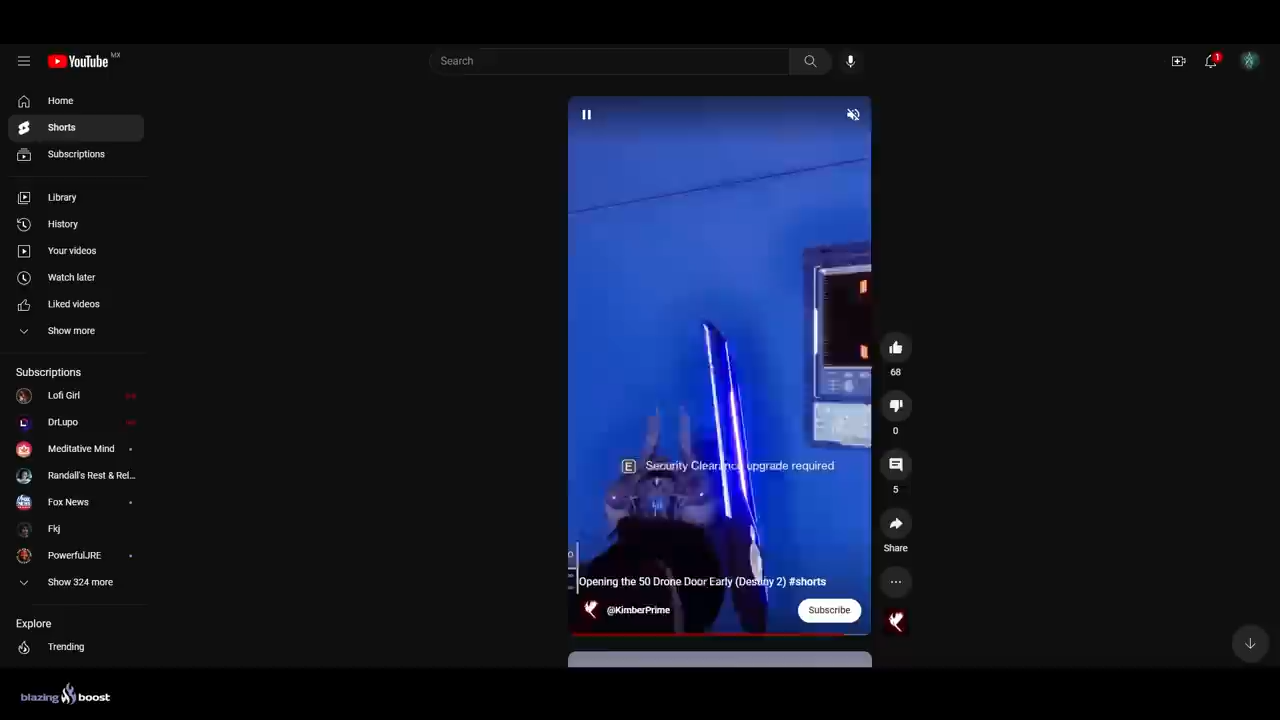 YouTube MX
Search
1
Home
Shorts
Subscriptions
Library
History
Your videos
Watch later
Liked videos
Show more
Subscriptions
Lofi Girl
DrLupo
Meditative Mind
Randall's Rest & Rel...
Fox News
Fkj
PowerfulJRE
Show 324 more
Explore
Trending
E Security Clearance upgrade required
Opening the 50 Drone Door Early (Destiny 2) #shorts
@KimberPrime
Subscribe
68
0
5
Share
blazing boost